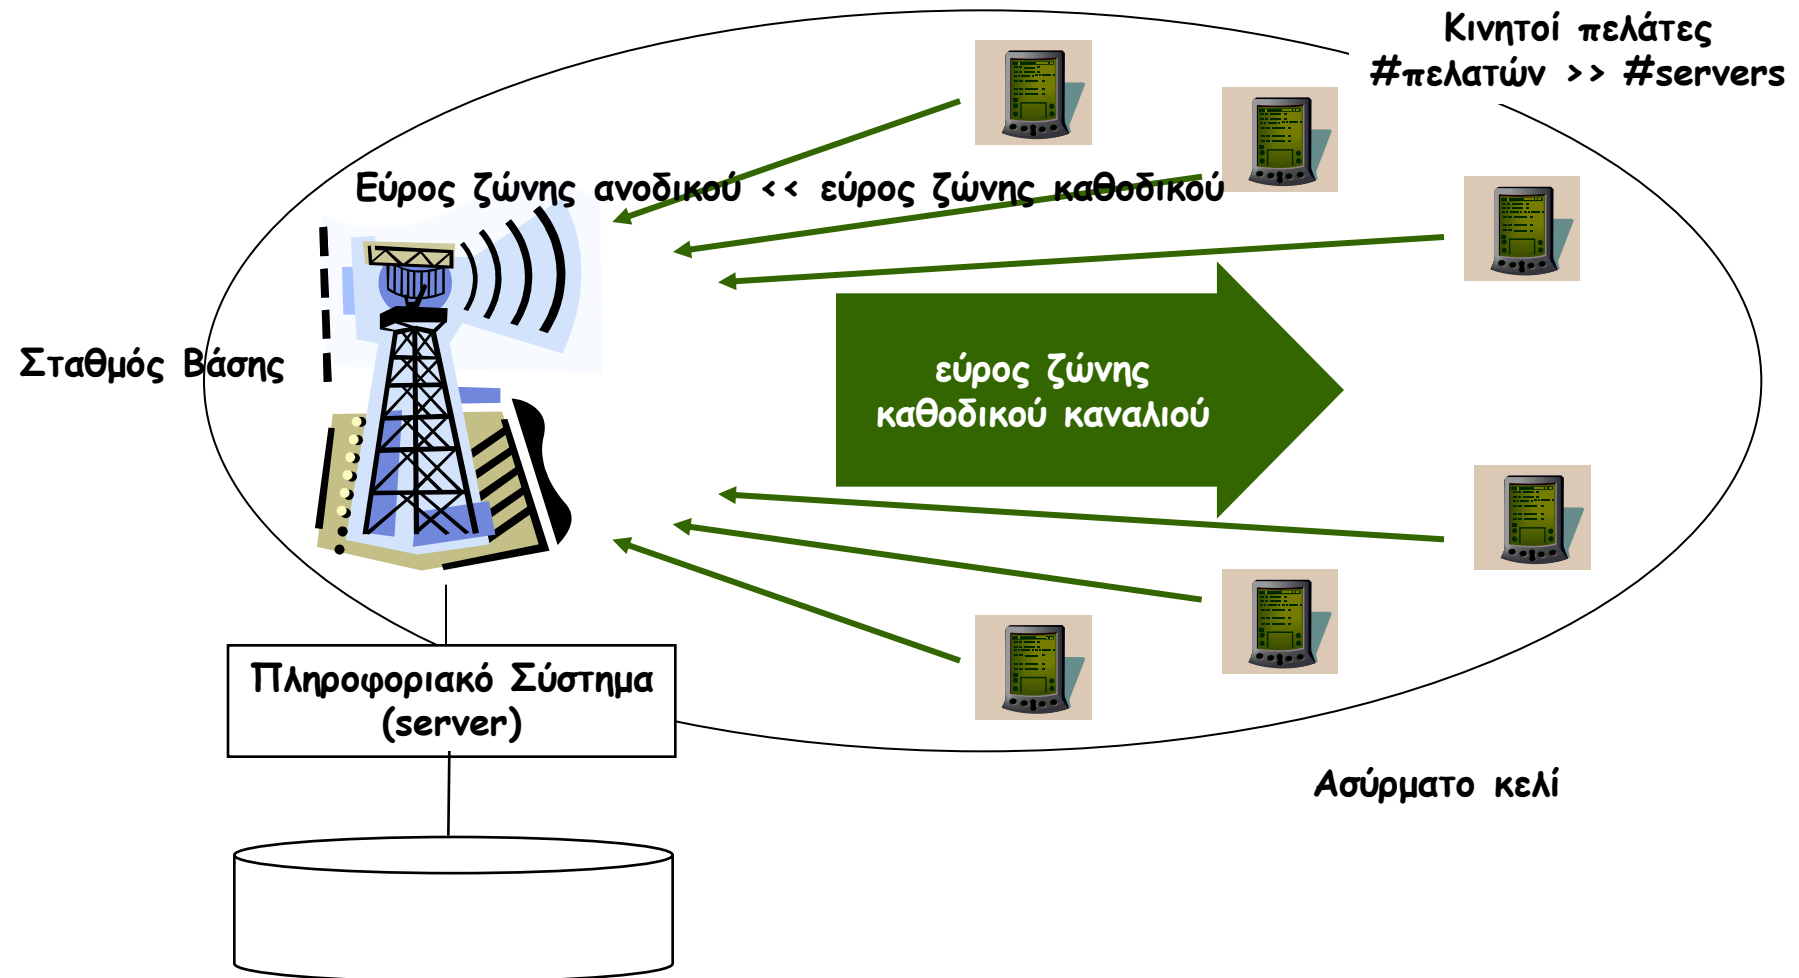 Κινητοί πελάτες
#πελατών >> #servers
Εύρος ζώνης ανοδικού << εύρος ζώνης καθοδικού
Σταθμός Βάσης
εύρος ζώνης
καθοδικού καναλιού
Πληροφοριακό Σύστημα
(server)
Ασύρματο κελί